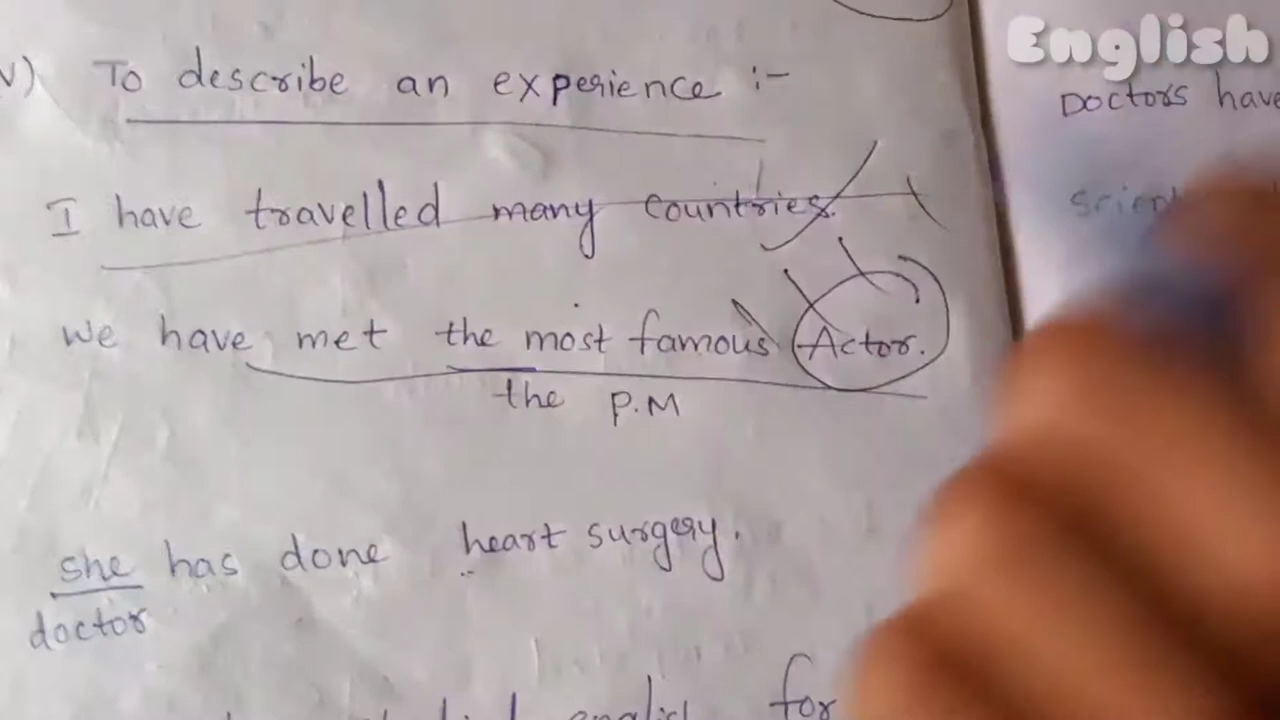 V) To describe an experience :-
I have travelled many countries.
we have met the most famous Actor.
the P.M
she has done heart surgery.
doctor
for
English
Doctors have